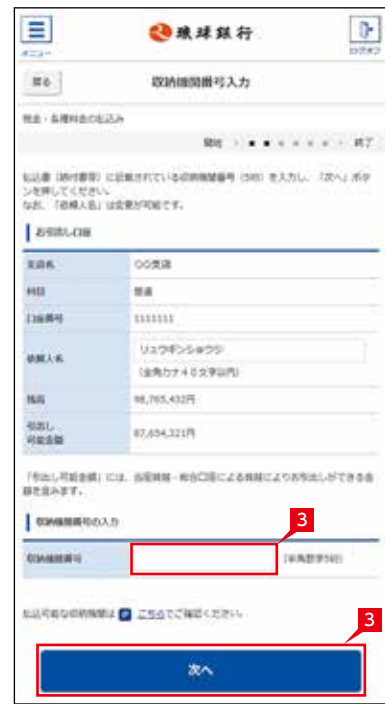 メニュー
琉球銀行
ログオフ
戻る
収納機関番号入力
税金・各種料金の払込み
開始
終了
払込書（納付書等）に記載されている収納機関番号（5桁）を入力し、「次へ」ボタンを押してください。
なお、「依頼人名」は変更が可能です。
お引出し口座
支店名
〇〇支店
科目
普通
口座番号
1111111
依頼人名
リュウギンショウジ
（全角カナ４０文字以内）
残高
98,765,432円
引出し
可能金額
87,654,321円
「引出し可能金額」には、当座貸越・総合口座による貸越によりお引出しができる金額を含みます。
収納機関番号の入力
3
収納機関番号
（半角数字5桁）
払込可能な収納機関は
こちらでご確認ください。
3
次へ